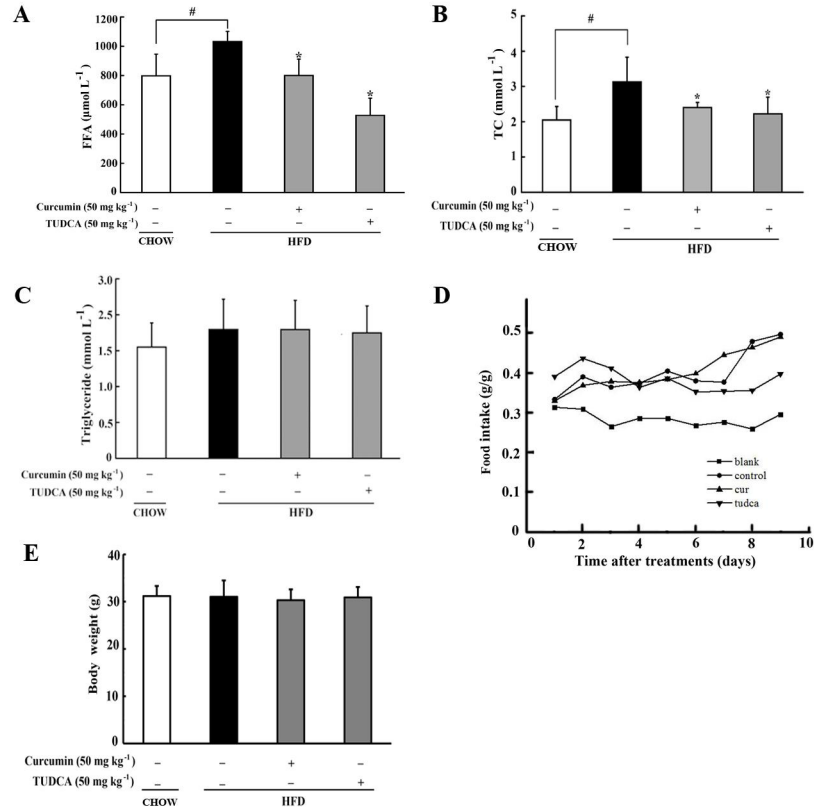 A
#
FFA (μmol L⁻¹)
1200
1000
800
600
400
200
0
*
*
Curcumin (50 mg kg⁻¹) – – + –
TUDCA (50 mg kg⁻¹) – – – +
CHOW HFD
B
#
TC (mmol L⁻¹)
5
4
3
2
1
0
*
*
Curcumin (50 mg kg⁻¹) – – + –
TUDCA (50 mg kg⁻¹) – – – +
CHOW HFD
C
Triglyceride (mmol L⁻¹)
3.0
2.5
1.5
0.5
0
Curcumin (50 mg kg⁻¹) – – + –
TUDCA (50 mg kg⁻¹) – – – +
CHOW HFD
D
Food intake (g/g)
0.5
0.4
0.3
0.2
0.1
0
blank
control
cur
tudca
0 2 4 6 8 10
Time after treatments (days)
E
Body weight (g)
40
30
20
10
0
Curcumin (50 mg kg⁻¹) – – + –
TUDCA (50 mg kg⁻¹) – – – +
CHOW HFD